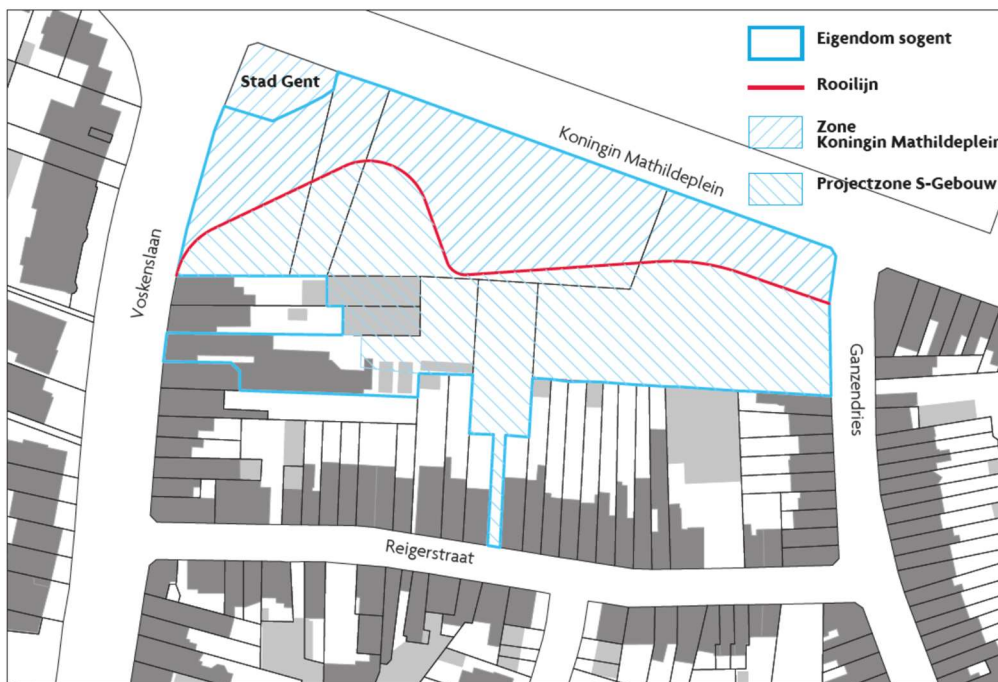 Stad Gent
Eigendom sogent
Rooilijn
Zone
Koningin Mathildeplein
Projectzone S-Gebouw
Koningin Mathildeplein
Voskenslaan
Ganzendries
Reigerstraat